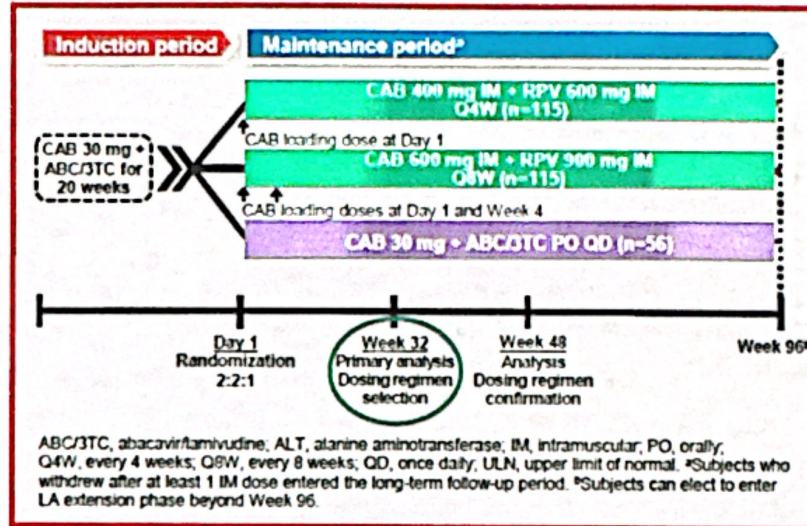 Induction period
Maintenance periodᵃ
CAB 400 mg IM + RPV 600 mg IM
Q4W (n=115)
CAB loading dose at Day 1
CAB 30 mg +
ABC/3TC for
20 weeks
CAB 600 mg IM + RPV 900 mg IM
Q8W (n=115)
CAB loading doses at Day 1 and Week 4
CAB 30 mg + ABC/3TC PO QD (n=56)
Day 1
Randomization
2:2:1
Week 32
Primary analysis
Dosing regimen
selection
Week 48
Analysis
Dosing regimen
confirmation
Week 96ᵇ
ABC/3TC, abacavir/lamivudine; ALT, alanine aminotransferase; IM, intramuscular; PO, orally;
Q4W, every 4 weeks; Q8W, every 8 weeks; QD, once daily; ULN, upper limit of normal. ᵃSubjects who
withdrew after at least 1 IM dose entered the long-term follow-up period. ᵇSubjects can elect to enter
LA extension phase beyond Week 96.